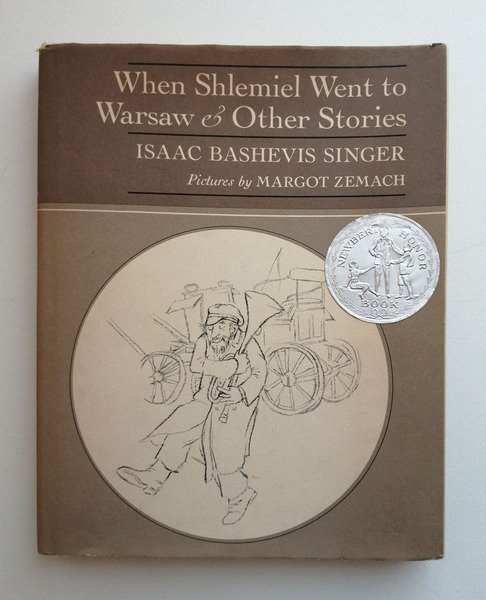 When Shlemiel Went to
Warsaw & Other Stories
ISAAC BASHEVIS SINGER
Pictures by MARGOT ZEMACH
NEWBERY HONOR
BOOK